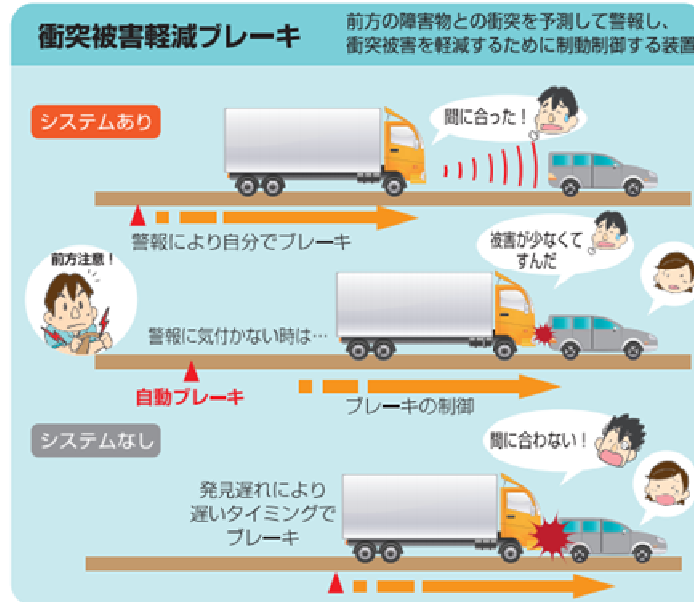 衝突被害軽減ブレーキ
前方の障害物との衝突を予測して警報し、
衝突被害を軽減するために制動制御する装置
システムあり
間に合った！
警報により自分でブレーキ
前方注意！
被害が少なくて
すんだ
警報に気付かない時は…
自動ブレーキ
ブレーキの制御
システムなし
間に合わない！
発見遅れにより
遅いタイミングで
ブレーキ